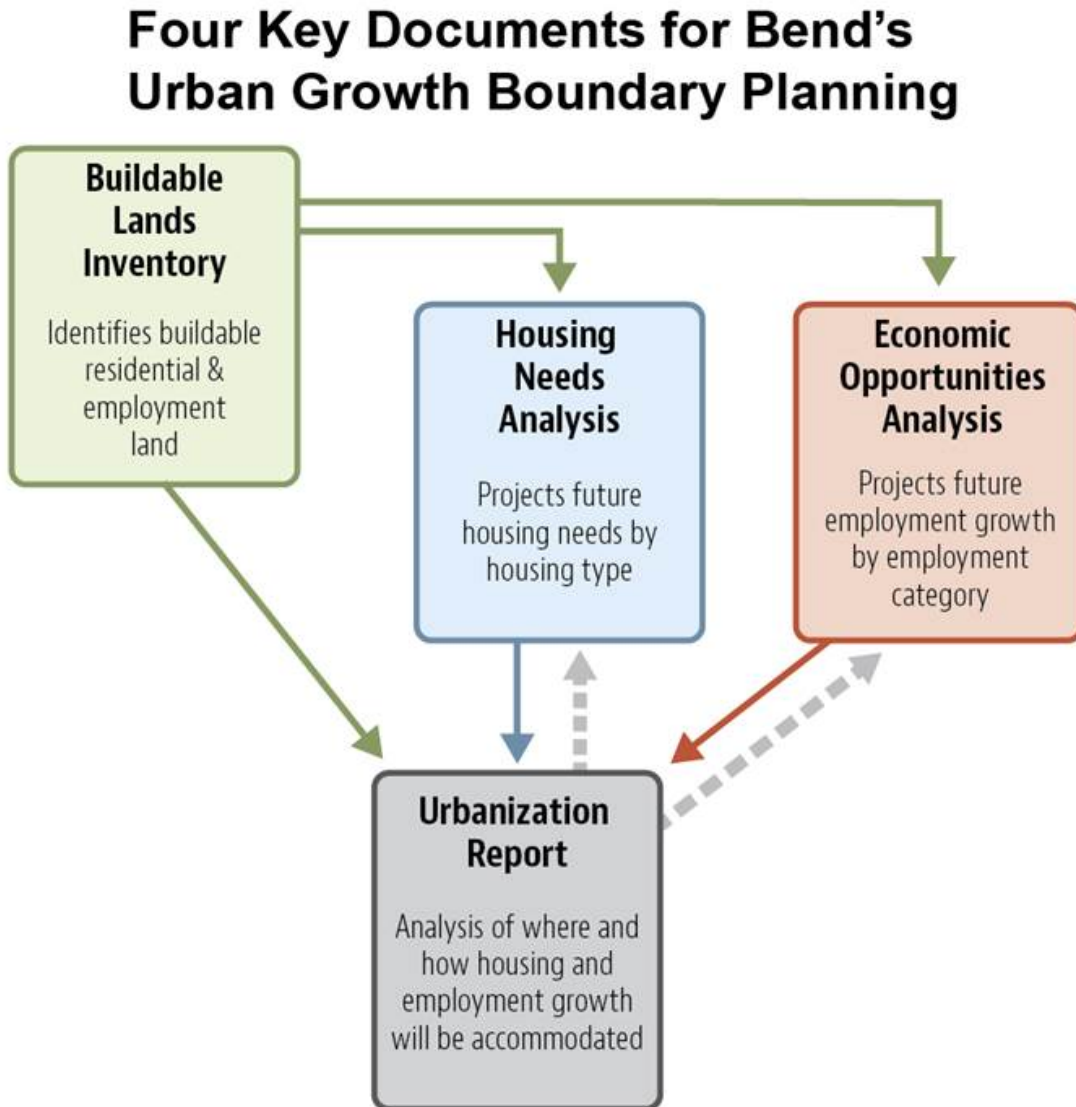 Four Key Documents for Bend's
Urban Growth Boundary Planning
Buildable
Lands
Inventory
Identifies buildable
residential &
employment
land
Housing
Needs
Analysis
Projects future
housing needs by
housing type
Economic
Opportunities
Analysis
Projects future
employment growth
by employment
category
Urbanization
Report
Analysis of where and
how housing and
employment growth
will be accommodated